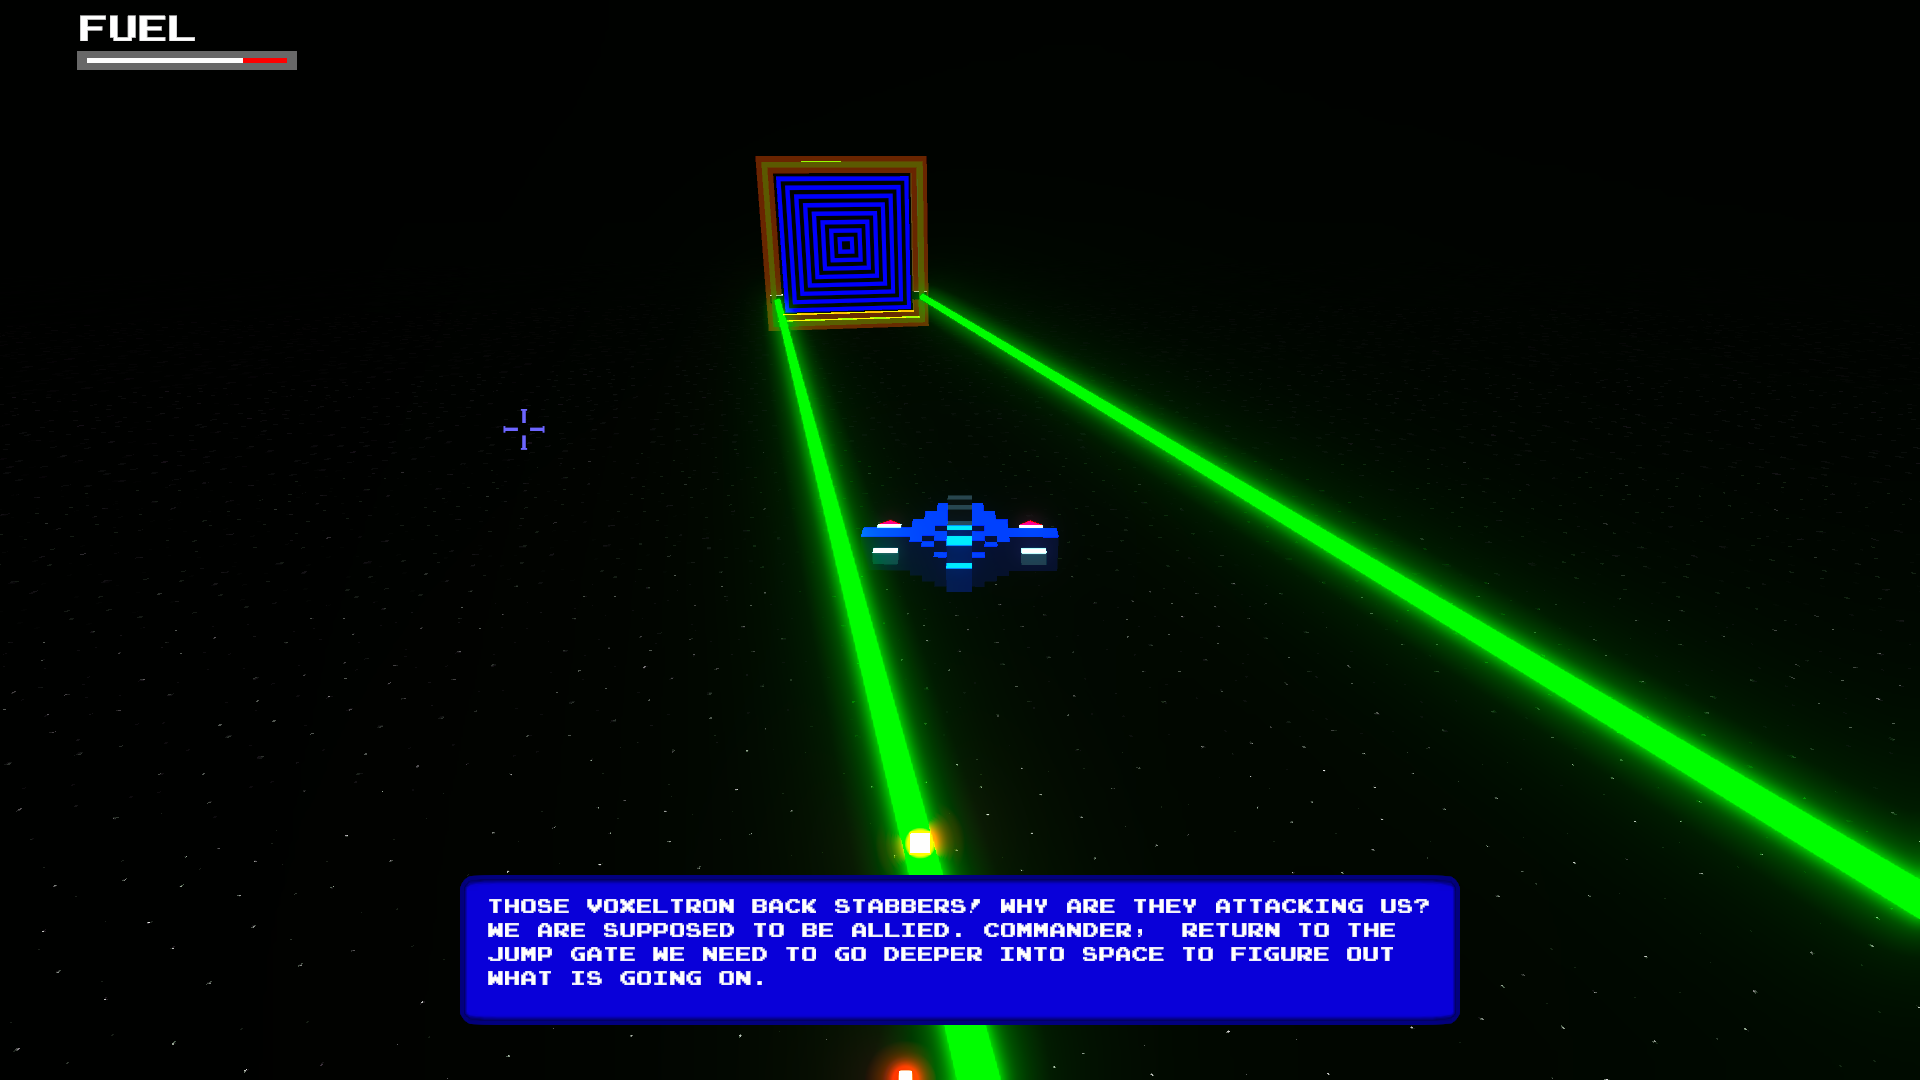 FUEL
THOSE VOXELTRON BACK STABBERS! WHY ARE THEY ATTACKING US?
WE ARE SUPPOSED TO BE ALLIED. COMMANDER, RETURN TO THE
JUMP GATE WE NEED TO GO DEEPER INTO SPACE TO FIGURE OUT
WHAT IS GOING ON.